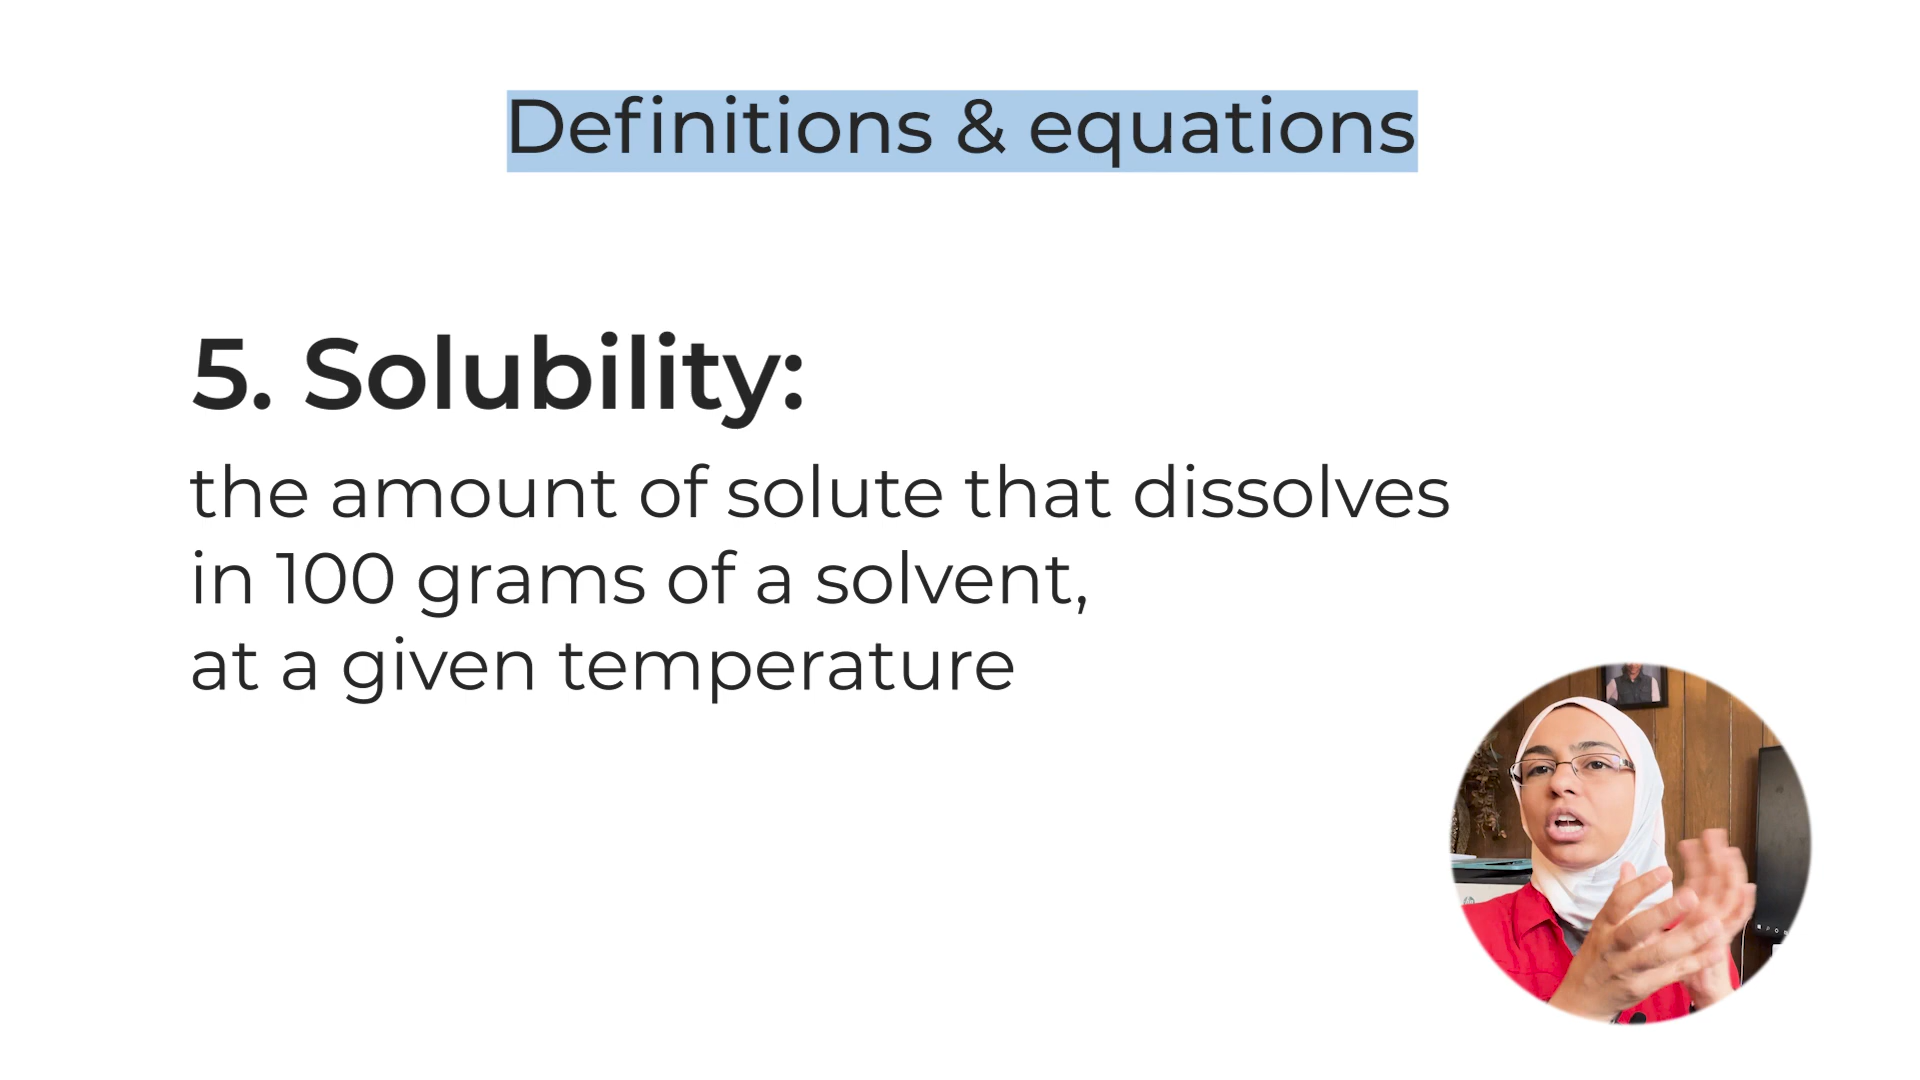 Definitions & equations
5. Solubility:
the amount of solute that dissolves
in 100 grams of a solvent,
at a given temperature